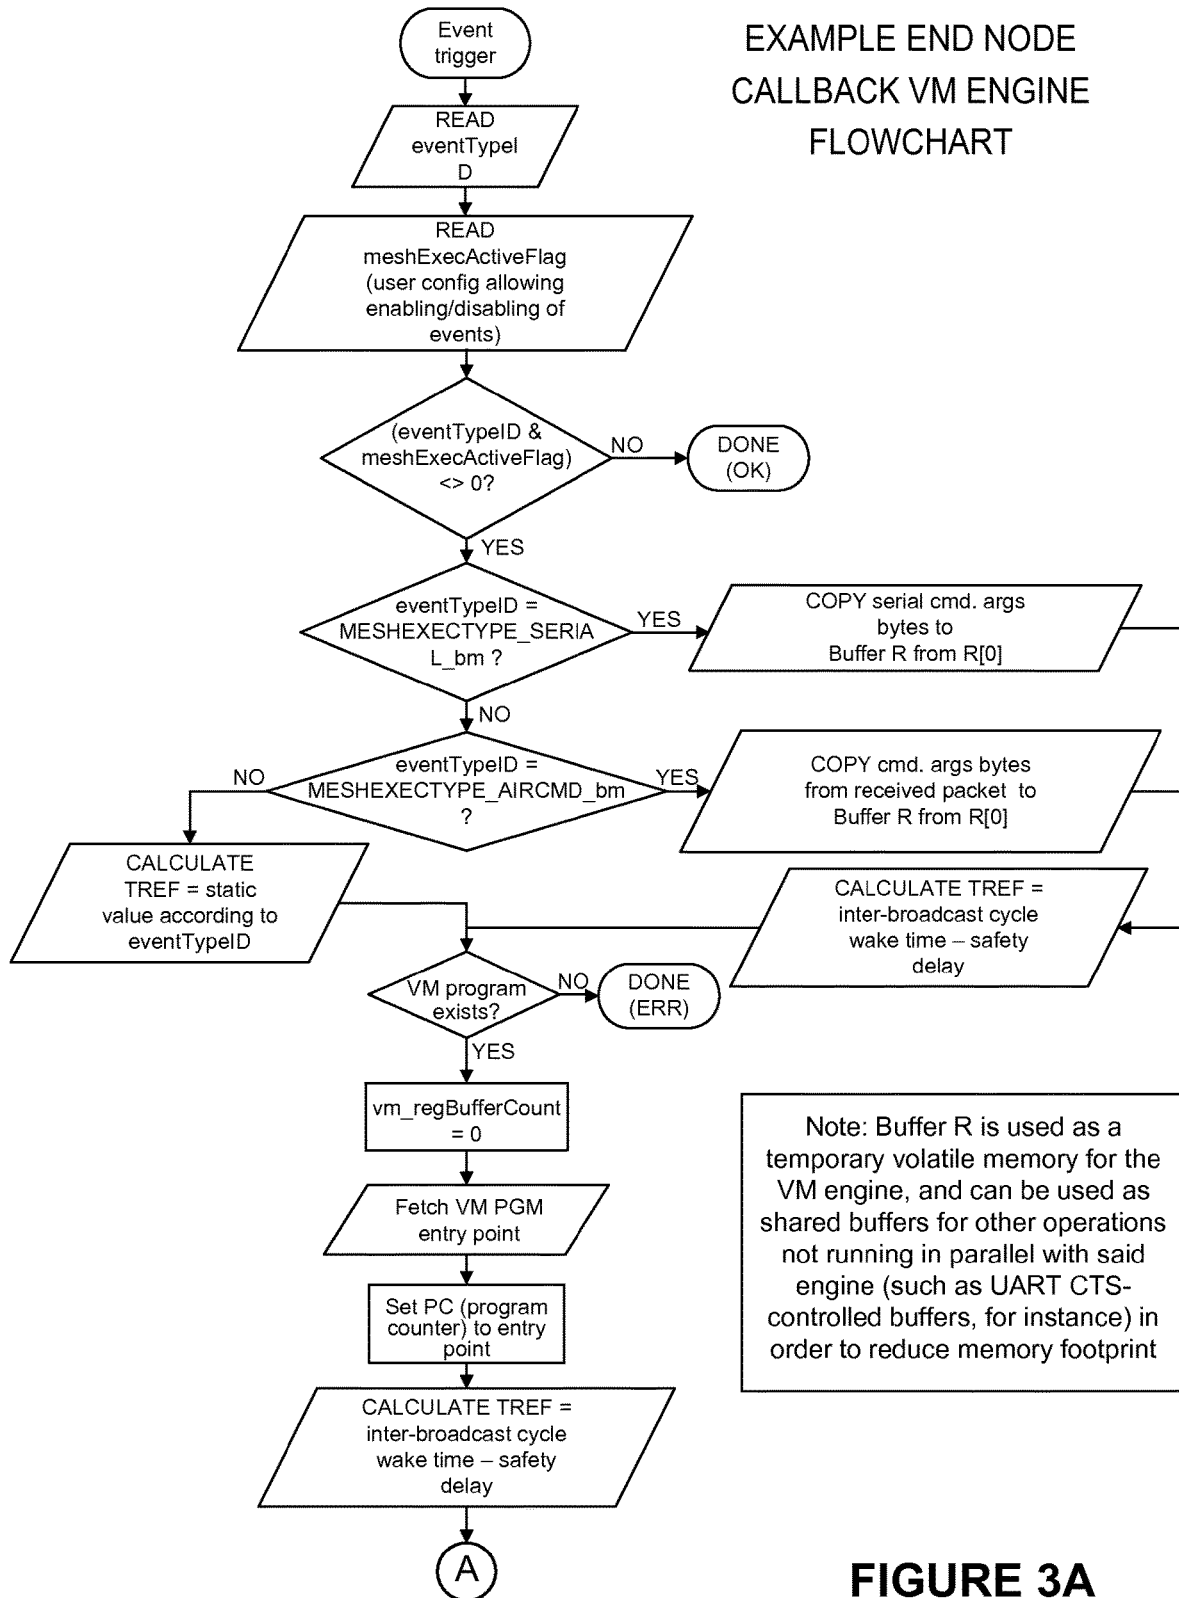 Event
trigger
EXAMPLE END NODE
CALLBACK VM ENGINE
FLOWCHART
READ
eventTypeI
D
READ
meshExecActiveFlag
(user config allowing
enabling/disabling of
events)
(eventTypeID &
meshExecActiveFlag)
<> 0?
NO
DONE
(OK)
YES
eventTypeID =
MESHEXECTYPE_SERIA
L_bm ?
YES
COPY serial cmd. args
bytes to
Buffer R from R[0]
NO
eventTypeID =
MESHEXECTYPE_AIRCMD_bm
?
NO
YES
COPY cmd. args bytes
from received packet to
Buffer R from R[0]
CALCULATE
TREF = static
value according to
eventTypeID
CALCULATE TREF =
inter-broadcast cycle
wake time – safety
delay
VM program
exists?
NO
DONE
(ERR)
YES
vm_regBufferCount
= 0
Fetch VM PGM
entry point
Set PC (program
counter) to entry
point
CALCULATE TREF =
inter-broadcast cycle
wake time – safety
delay
A
Note: Buffer R is used as a
temporary volatile memory for the
VM engine, and can be used as
shared buffers for other operations
not running in parallel with said
engine (such as UART CTS-
controlled buffers, for instance) in
order to reduce memory footprint
FIGURE 3A